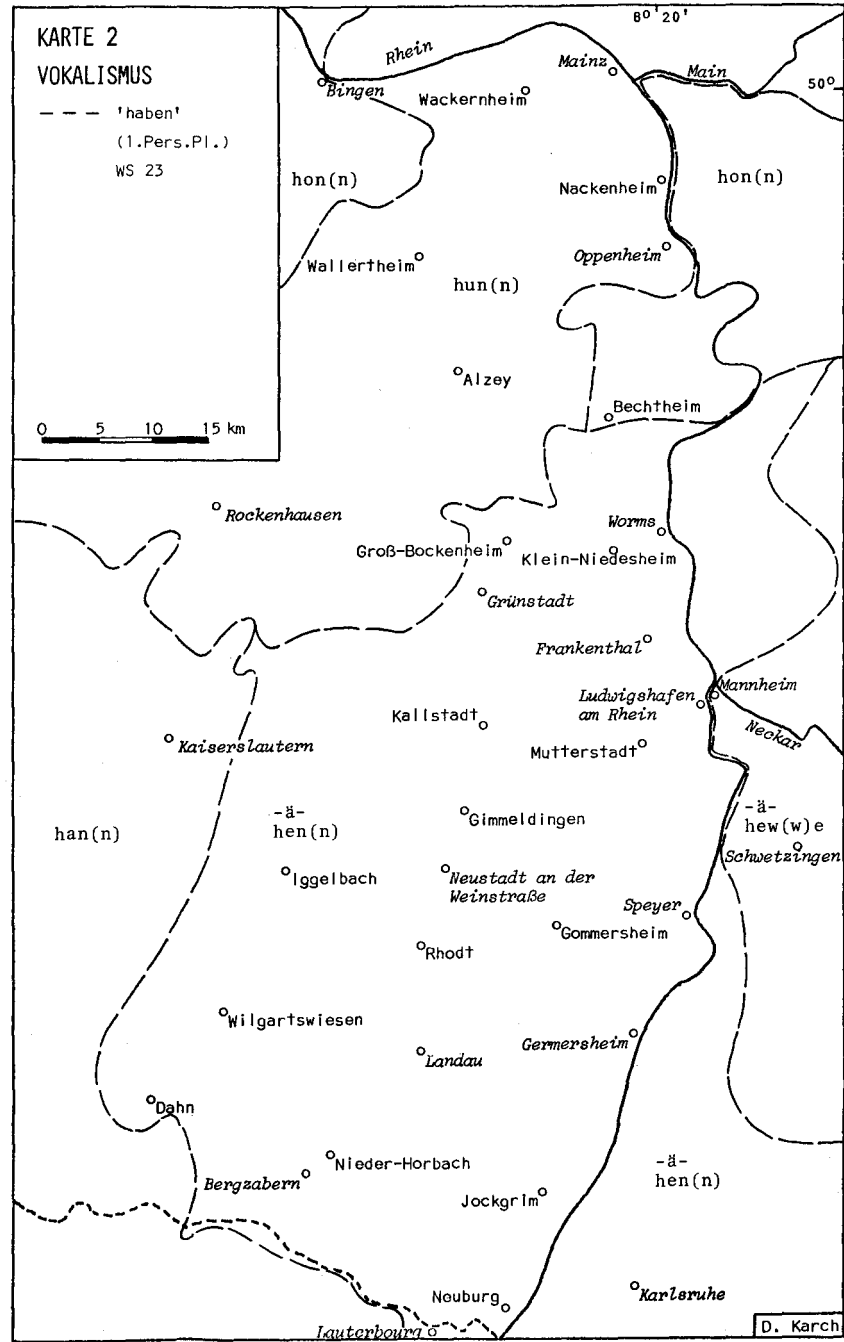 KARTE 2
VOKALISMUS
'haben'
(1.Pers.Pl.)
WS 23
0 15 km
8° 20'
50°
Rhein
Mainz
Main
Bingen
Wackernheim
hon(n)
Nackenheim
hon(n)
Wallertheim
Oppenheim
hun(n)
Alzey
Bechtheim
Rockenhausen
Worms
Groß-Bockenheim
Klein-Niedesheim
Grünstadt
Frankenthal
Ludwigshafen
am Rhein
Mannheim
Kallstadt
Neckar
Kaiserslautern
Mutterstadt
han(n)
-ä-
hen(n)
Gimmeldingen
-ä-
hew(w)e
Schwetzingen
Iggelbach
Neustadt an der
Weinstraße
Speyer
Gommersheim
Rhodt
Wilgartswiesen
Germersheim
Landau
Dahn
Nieder-Horbach
Bergzabern
-ä-
hen(n)
Jockgrim
Karlsruhe
Neuburg
Lauterbourg
D. Karch